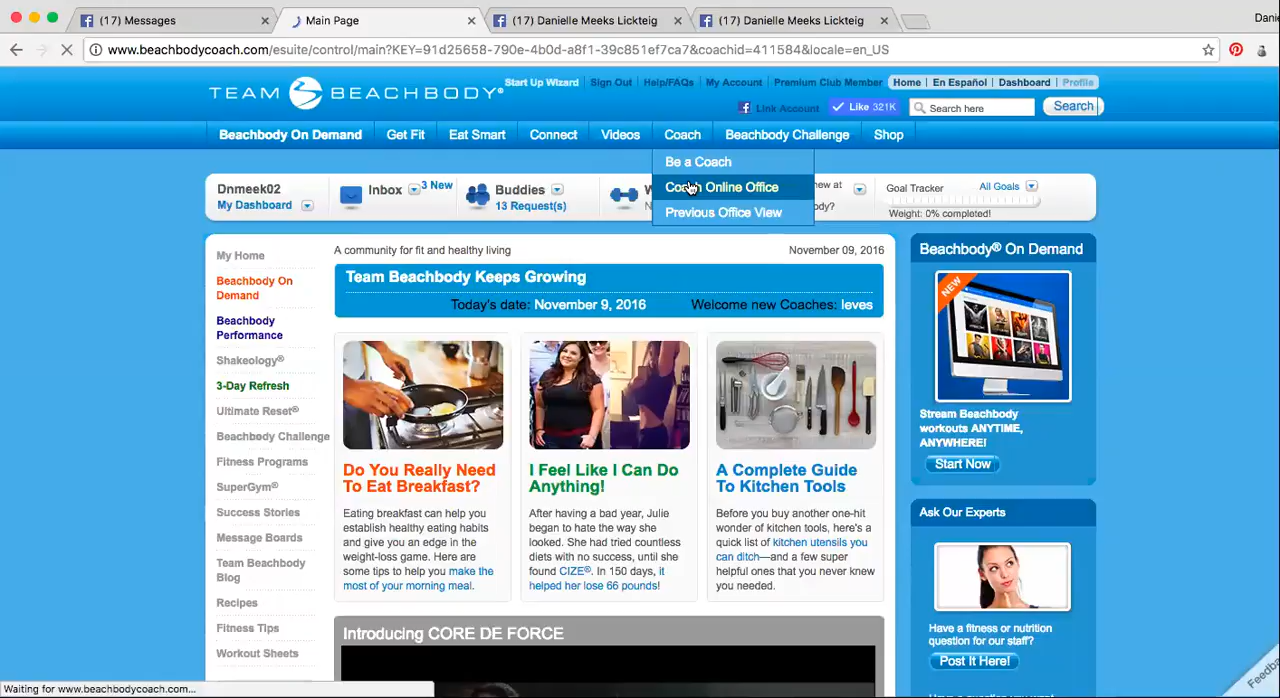 (17) Messages
Main Page
(17) Danielle Meeks Lickteig
(17) Danielle Meeks Lickteig
www.beachbodycoach.com/esuite/control/main?KEY=91d25658-790e-4b0d-a8f1-39c851ef7ca7&coachid=411584&locale=en_US
TEAM BEACHBODY®
Start Up Wizard | Sign Out | Help/FAQs | My Account | Premium Club Member
Home | En Español | Dashboard | Profile
Link Account
Like 321K
Search here
Search
Beachbody On Demand
Get Fit
Eat Smart
Connect
Videos
Coach
Beachbody Challenge
Shop
Be a Coach
Coach Online Office
Previous Office View
Dnmeek02
My Dashboard
Inbox
3 New
Buddies
13 Request(s)
Goal Tracker
All Goals
Weight: 0% completed!
My Home
Beachbody On
Demand
Beachbody
Performance
Shakeology®
3-Day Refresh
Ultimate Reset®
Beachbody Challenge
Fitness Programs
SuperGym®
Success Stories
Message Boards
Team Beachbody
Blog
Recipes
Fitness Tips
Workout Sheets
A community for fit and healthy living
November 09, 2016
Team Beachbody Keeps Growing
Today's date: November 9, 2016
Welcome new Coaches: leves
Do You Really Need
To Eat Breakfast?
Eating breakfast can help you
establish healthy eating habits
and give you an edge in the
weight-loss game. Here are
some tips to help you make the
most of your morning meal.
I Feel Like I Can Do
Anything!
After having a bad year, Julie
began to hate the way she
looked. She had tried countless
diets with no success, until she
found CIZE®. In 150 days, it
helped her lose 66 pounds!
A Complete Guide
To Kitchen Tools
Before you buy another one-hit
wonder of kitchen tools, here's a
quick list of kitchen utensils you
can ditch—and a few super
helpful ones that you never knew
you needed.
Introducing CORE DE FORCE
Beachbody® On Demand
NEW
Stream Beachbody
workouts ANYTIME,
ANYWHERE!
Start Now
Ask Our Experts
Have a fitness or nutrition
question for our staff?
Post It Here!
Waiting for www.beachbodycoach.com...